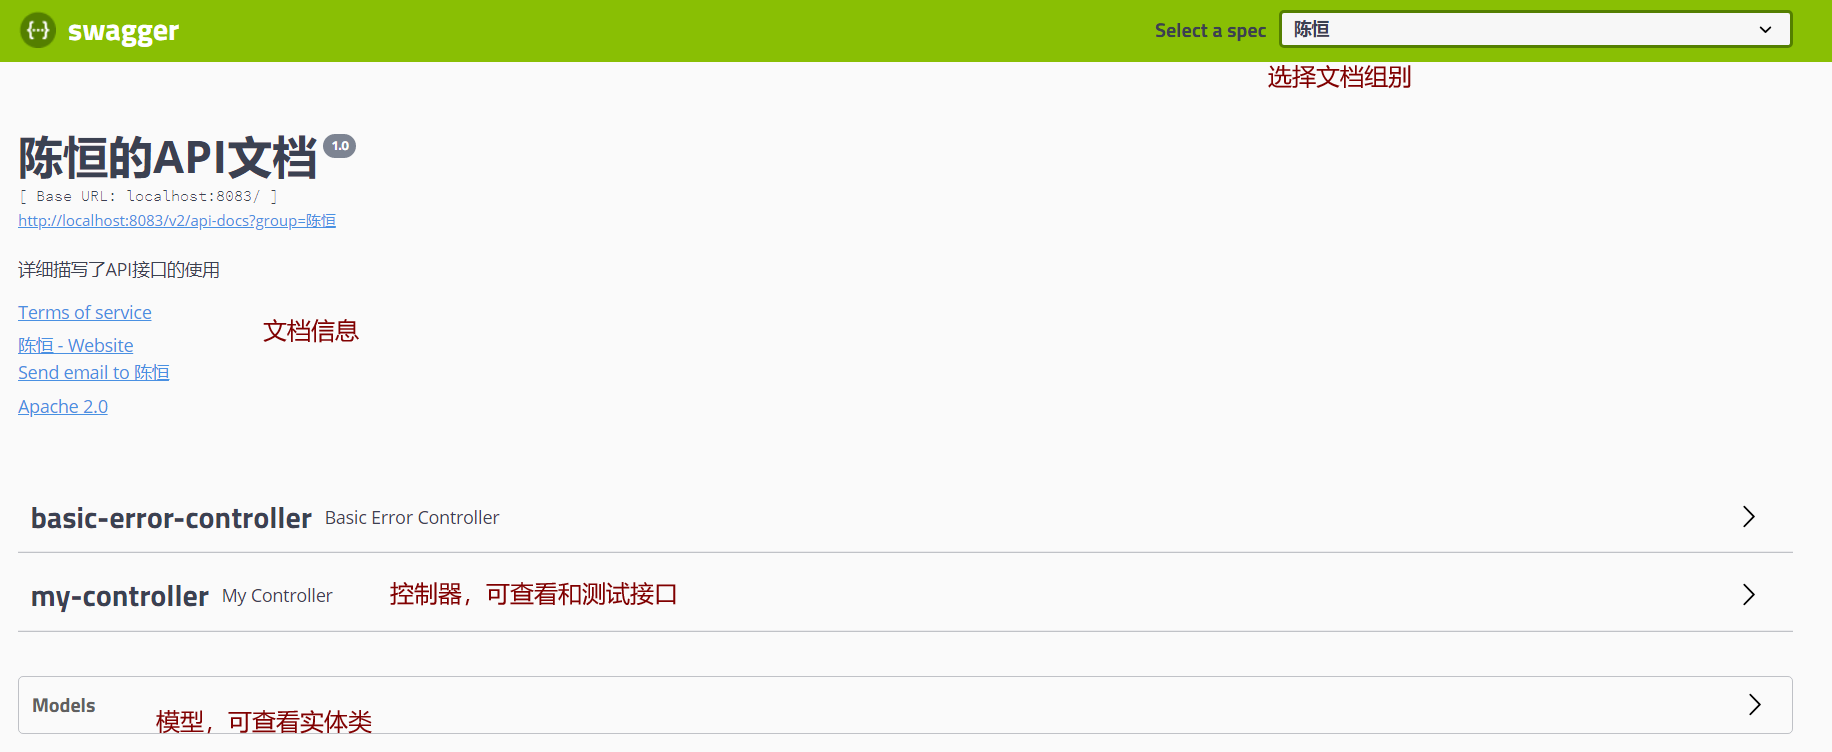 swagger
Select a spec
陈恒
选择文档组别
陈恒的API文档 1.0
[ Base URL: localhost:8083/ ]
http://localhost:8083/v2/api-docs?group=陈恒
详细描写了API接口的使用
Terms of service
文档信息
陈恒 - Website
Send email to 陈恒
Apache 2.0
basic-error-controller Basic Error Controller
my-controller My Controller
控制器，可查看和测试接口
Models
模型，可查看实体类